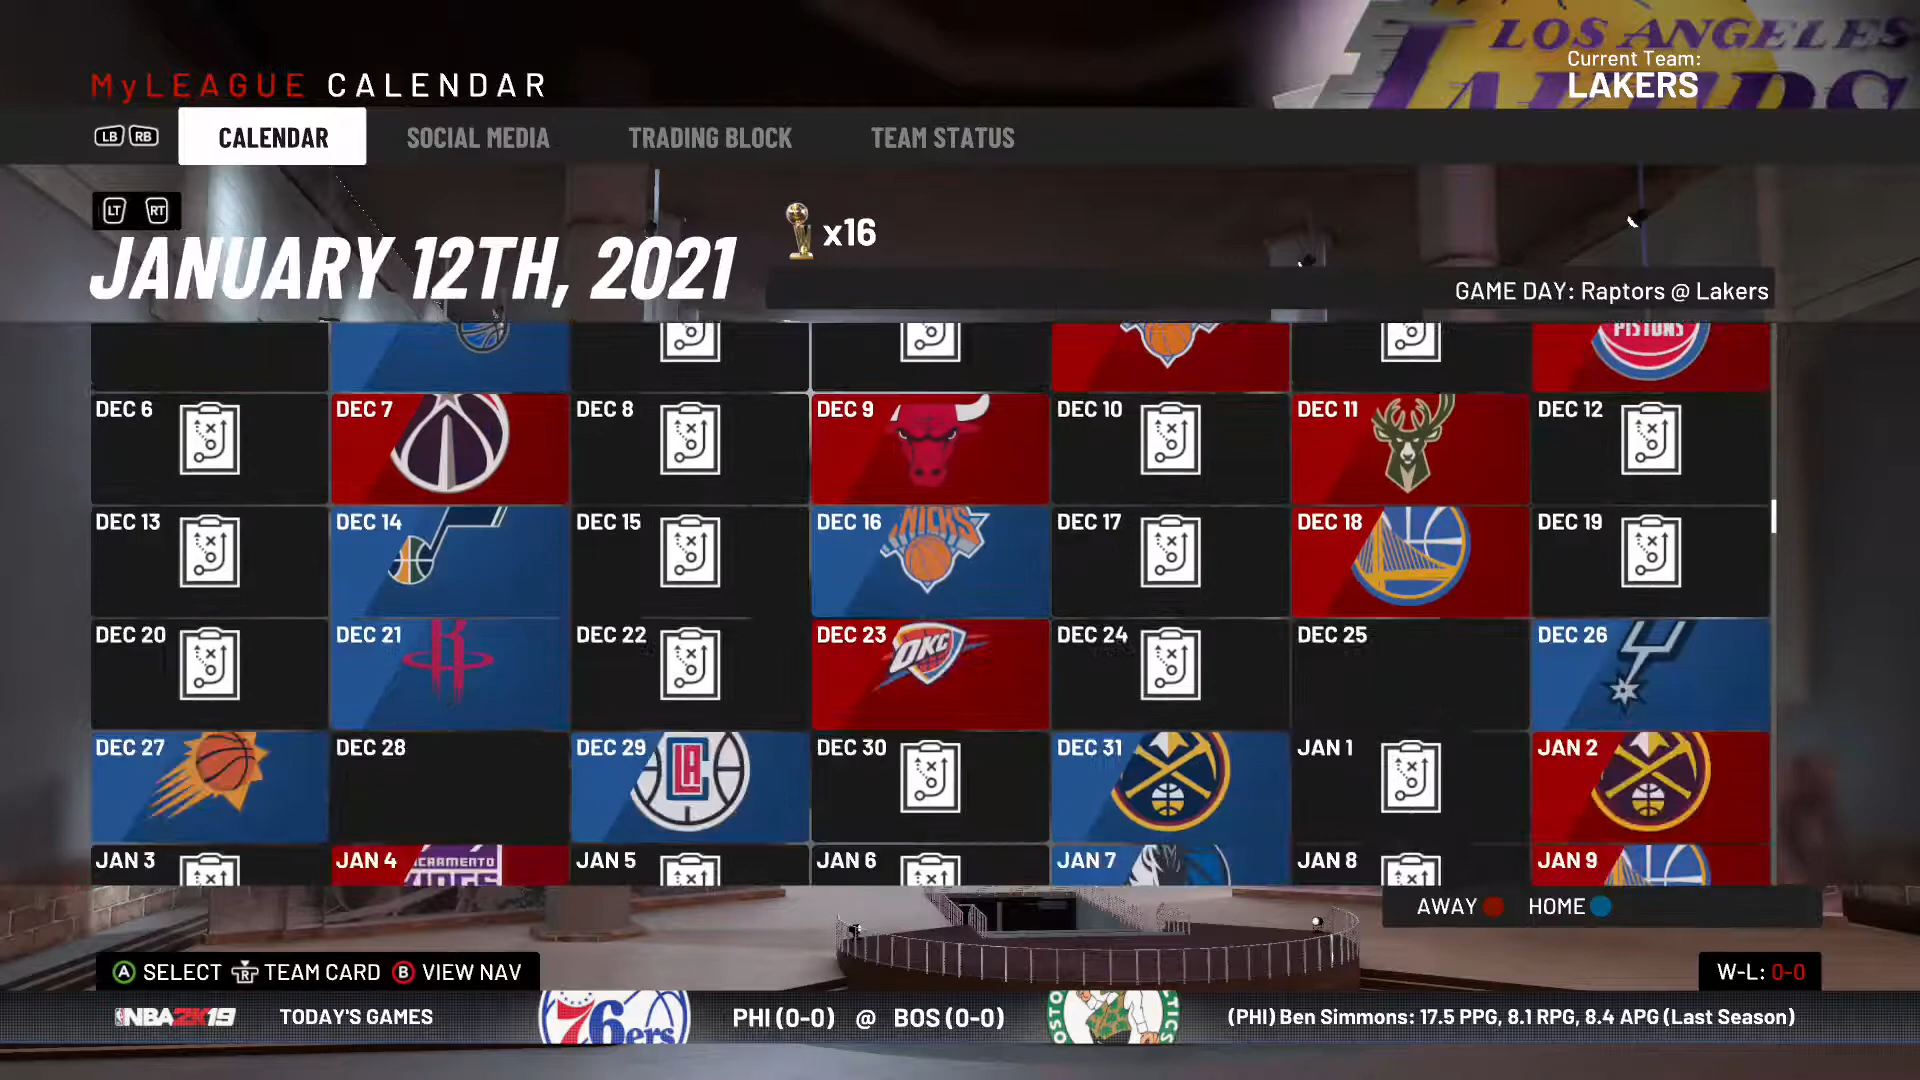 LOS ANGELES
LAKERS
Current Team:
LAKERS
MyLEAGUE CALENDAR
LB RB CALENDAR SOCIAL MEDIA TRADING BLOCK TEAM STATUS
LT RT
x16
JANUARY 12TH, 2021
GAME DAY: Raptors @ Lakers
PISTONS
DEC 6 DEC 7 DEC 8 DEC 9 DEC 10 DEC 11 DEC 12
DEC 13 DEC 14 DEC 15 DEC 16 NICKS DEC 17 DEC 18 DEC 19
DEC 20 DEC 21 DEC 22 DEC 23 OKC DEC 24 DEC 25 DEC 26
DEC 27 DEC 28 DEC 29 LAC DEC 30 DEC 31 JAN 1 JAN 2
JAN 3 JAN 4 JAN 5 JAN 6 JAN 7 JAN 8 JAN 9
AWAY HOME
A SELECT R TEAM CARD B VIEW NAV
W-L: 0-0
NBA 2K19 TODAY'S GAMES 76ers PHI (0-0) @ BOS (0-0) (PHI) Ben Simmons: 17.5 PPG, 8.1 RPG, 8.4 APG (Last Season)